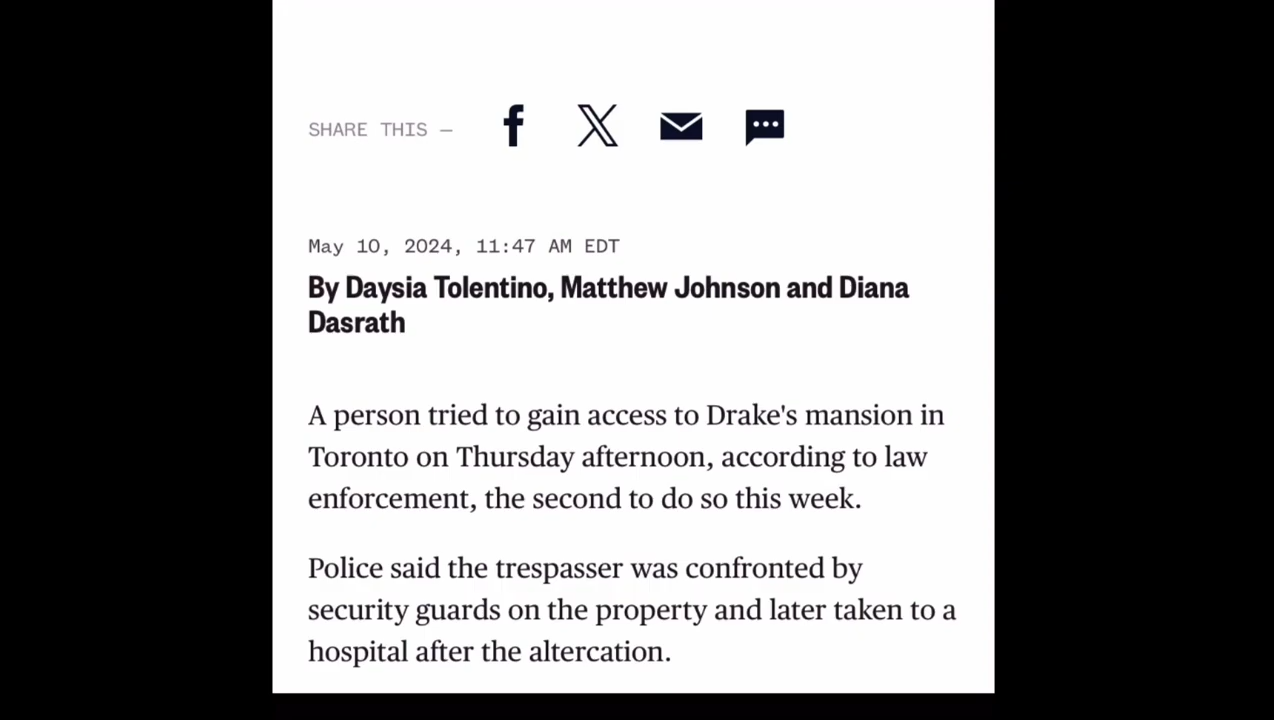 SHARE THIS —
May 10, 2024, 11:47 AM EDT
By Daysia Tolentino, Matthew Johnson and Diana
Dasrath
A person tried to gain access to Drake's mansion in
Toronto on Thursday afternoon, according to law
enforcement, the second to do so this week.
Police said the trespasser was confronted by
security guards on the property and later taken to a
hospital after the altercation.